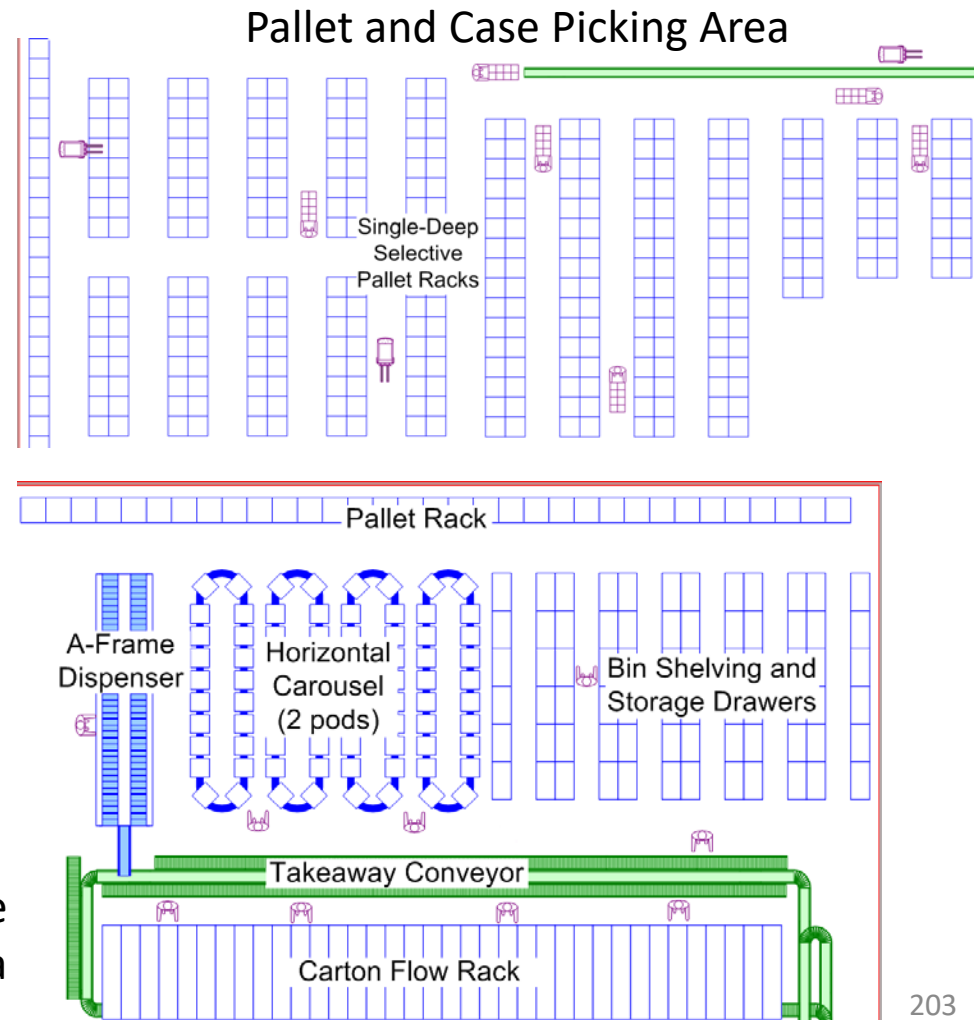 Pallet and Case Picking Area
Single-Deep
Selective
Pallet Racks
Pallet Rack
A-Frame
Dispenser
Horizontal
Carousel
(2 pods)
Bin Shelving and
Storage Drawers
Takeaway Conveyor
Carton Flow Rack
203